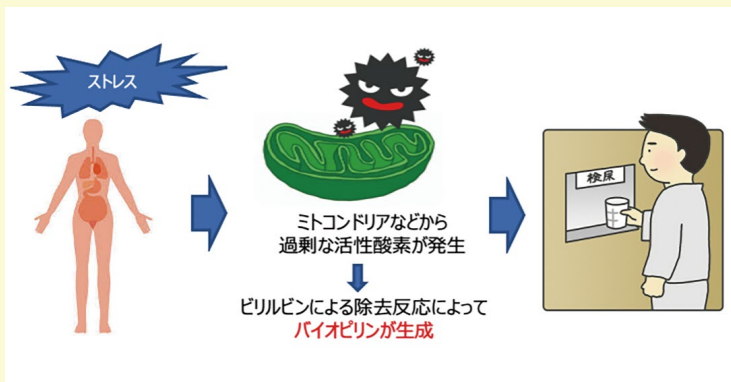 ストレス
ミトコンドリアなどから
過剰な活性酸素が発生
ビリルビンによる除去反応によって
バイオピリンが生成
検尿